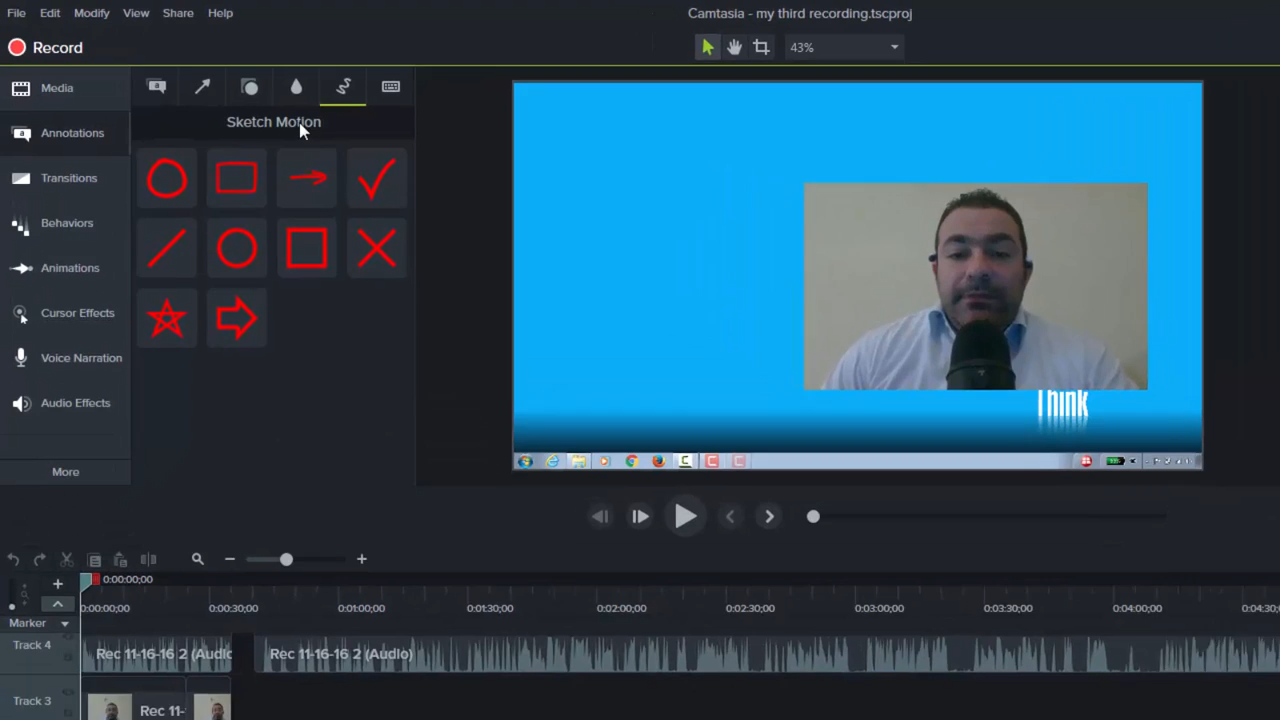 File Edit Modify View Share Help
Camtasia - my third recording.tscproj
Record
43%
Media
Sketch Motion
Annotations
Transitions
Behaviors
Animations
Cursor Effects
Voice Narration
Audio Effects
More
Think
0:00:00;00
0:00:00;00 0:00:30;00 0:01:00;00 0:01:30;00 0:02:00;00 0:02:30;00 0:03:00;00 0:03:30;00 0:04:00;00 0:04:30;00
Marker
Track 4
Rec 11-16-16 2 (Audio Rec 11-16-16 2 (Audio)
Track 3
Rec 11-